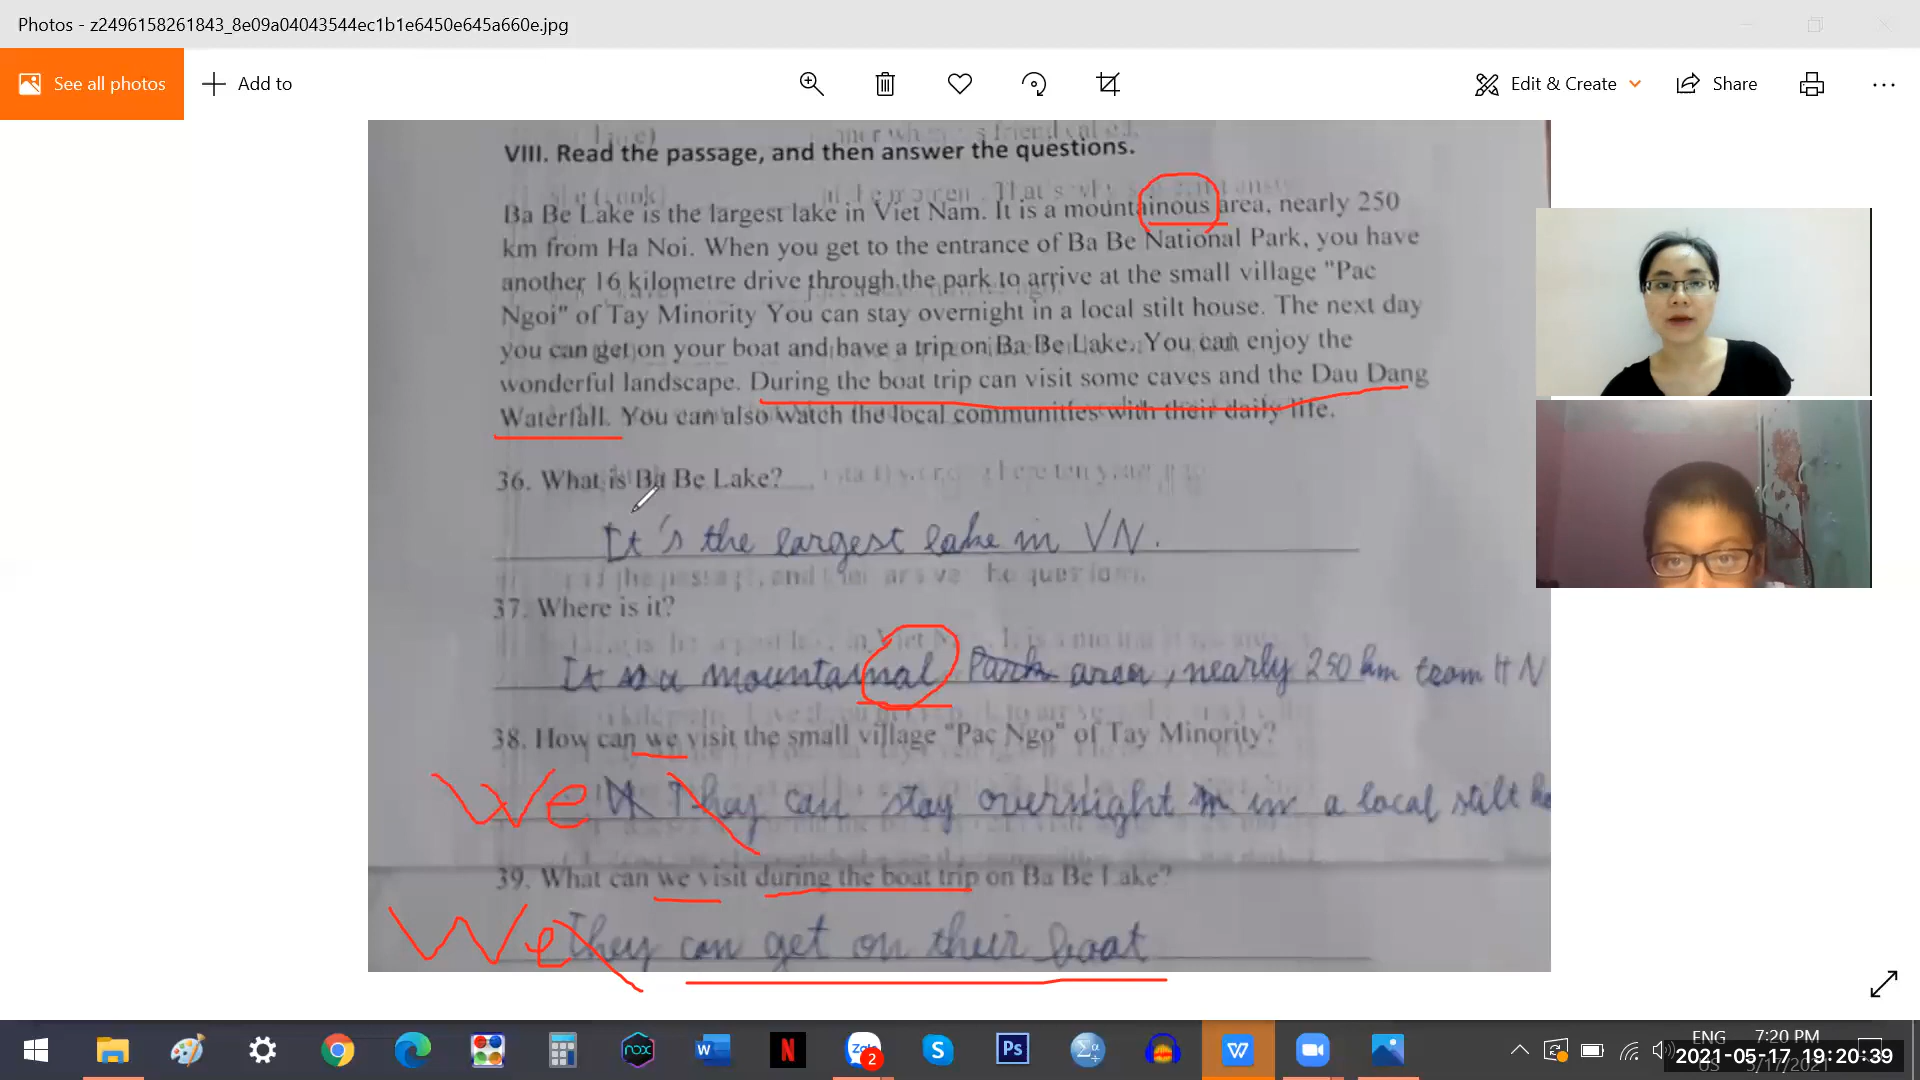 Photos - z2496158261843_8e09a04043544ec1b1e6450e645a660e.jpg
See all photos
Add to
Edit & Create
Share
VIII. Read the passage, and then answer the questions.
Ba Be Lake is the largest lake in Viet Nam. It is a mountainous area, nearly 250
km from Ha Noi. When you get to the entrance of Ba Be National Park, you have
another 16 kilometre drive through the park to arrive at the small village "Pac
Ngoi" of Tay Minority You can stay overnight in a local stilt house. The next day
you can get on your boat and have a trip on Ba Be Lake. You can enjoy the
wonderful landscape. During the boat trip can visit some caves and the Dau Dang
Waterfall. You can also watch the local communities with their daily life.
36. What is Ba Be Lake?
It's the largest lake in VN.
37. Where is it?
It is a mountainal Park area, nearly 250 km from HN
38. How can we visit the small village "Pac Ngo" of Tay Minority?
We They can stay overnight in a local stilt ho
39. What can we visit during the boat trip on Ba Be Lake?
We They can get on their boat
nox
W
N
Zalo
2
S
Ps
Σα
W
ENG
7:20 PM
2021-05-17 19:20:39